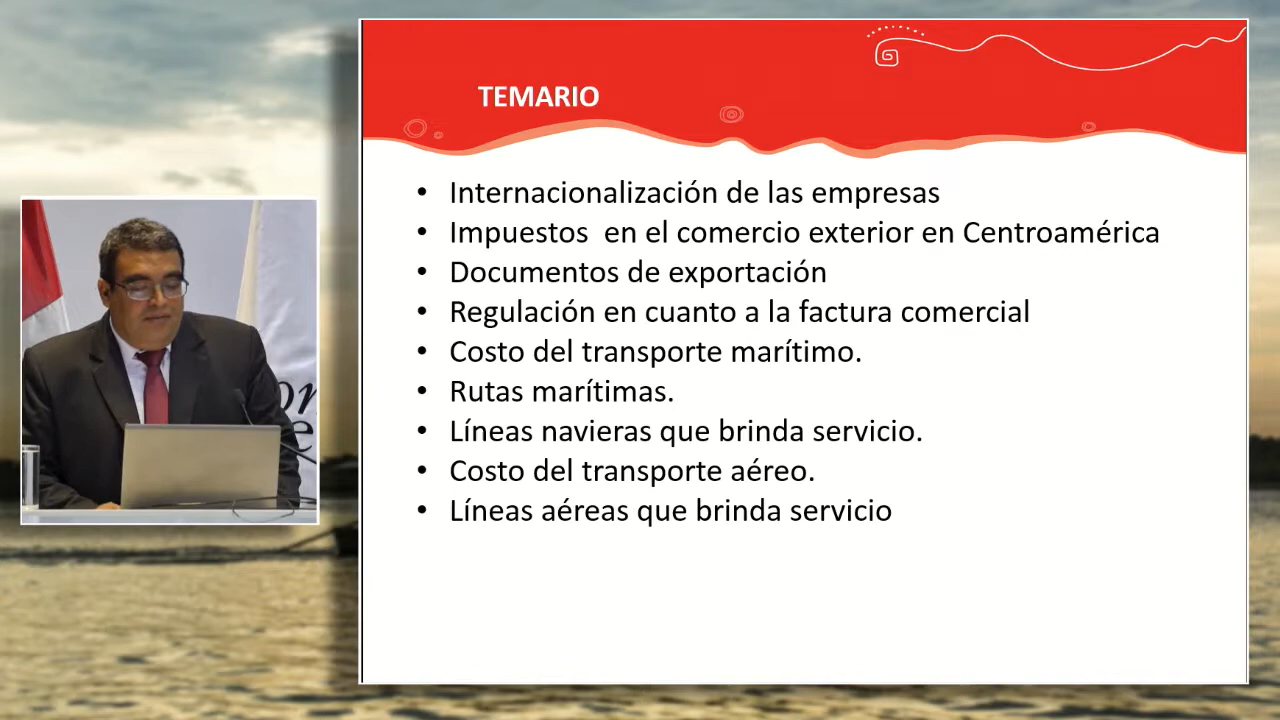 TEMARIO
• Internacionalización de las empresas
• Impuestos  en el comercio exterior en Centroamérica
• Documentos de exportación
• Regulación en cuanto a la factura comercial
• Costo del transporte marítimo.
• Rutas marítimas.
• Líneas navieras que brinda servicio.
• Costo del transporte aéreo.
• Líneas aéreas que brinda servicio